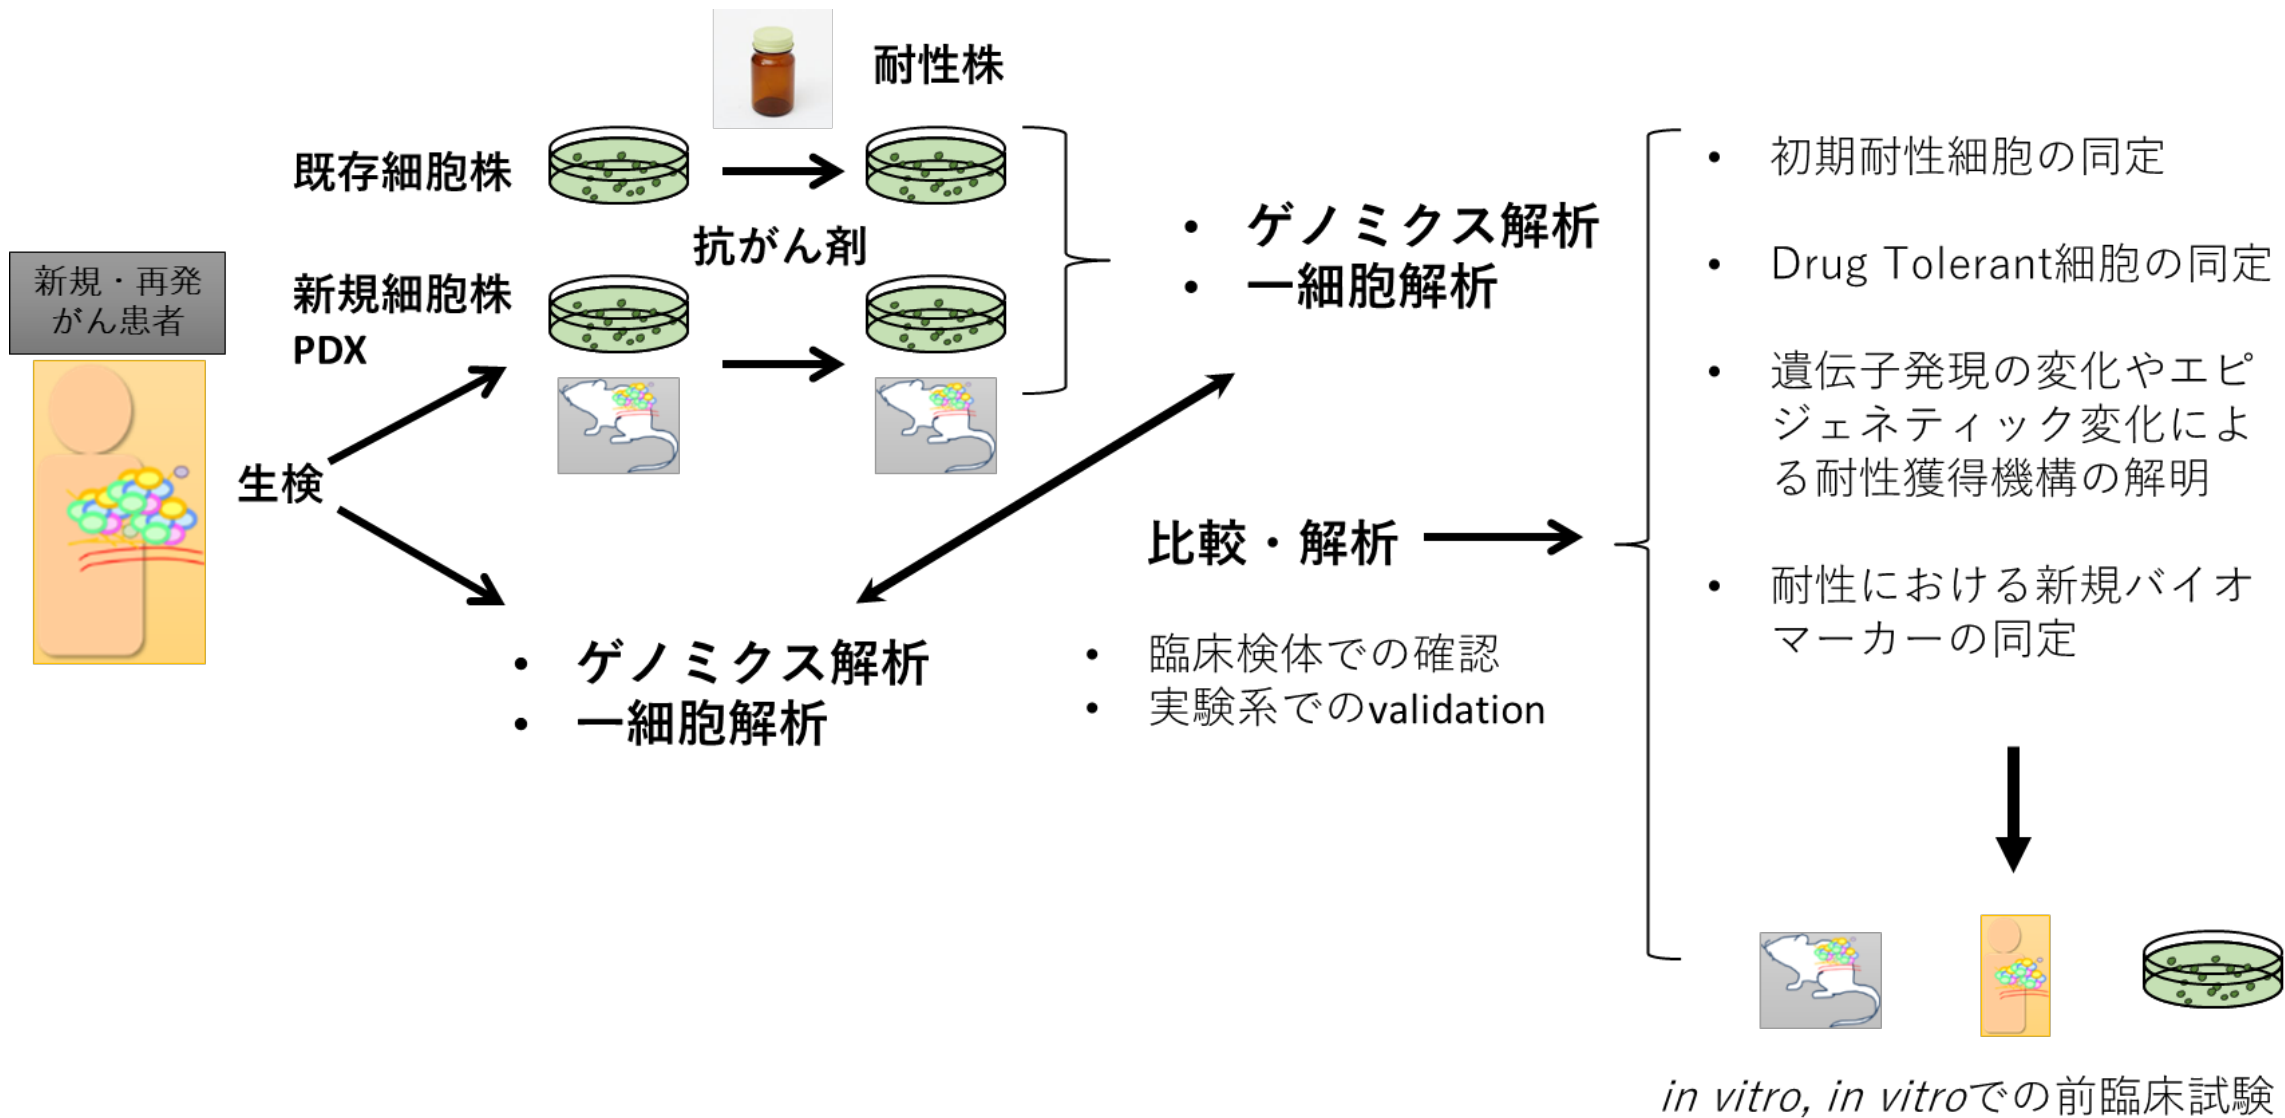 耐性株
既存細胞株
抗がん剤
新規・再発
がん患者
新規細胞株
PDX
生検
• ゲノミクス解析
• 一細胞解析
• ゲノミクス解析
• 一細胞解析
比較・解析
• 臨床検体での確認
• 実験系でのvalidation
• 初期耐性細胞の同定
• Drug Tolerant細胞の同定
• 遺伝子発現の変化やエピ
ジェネティック変化によ
る耐性獲得機構の解明
• 耐性における新規バイオ
マーカーの同定
in vitro, in vitroでの前臨床試験